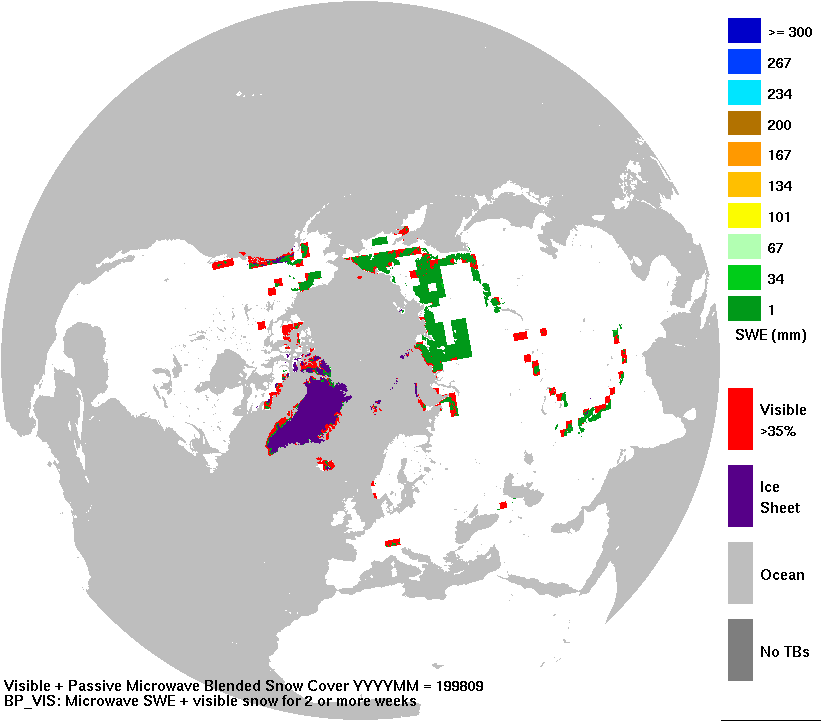 >= 300
267
234
200
167
134
101
67
34
1
SWE (mm)
Visible
>35%
Ice
Sheet
Ocean
No TBs
Visible + Passive Microwave Blended Snow Cover YYYYMM = 199809
BP_VIS: Microwave SWE + visible snow for 2 or more weeks